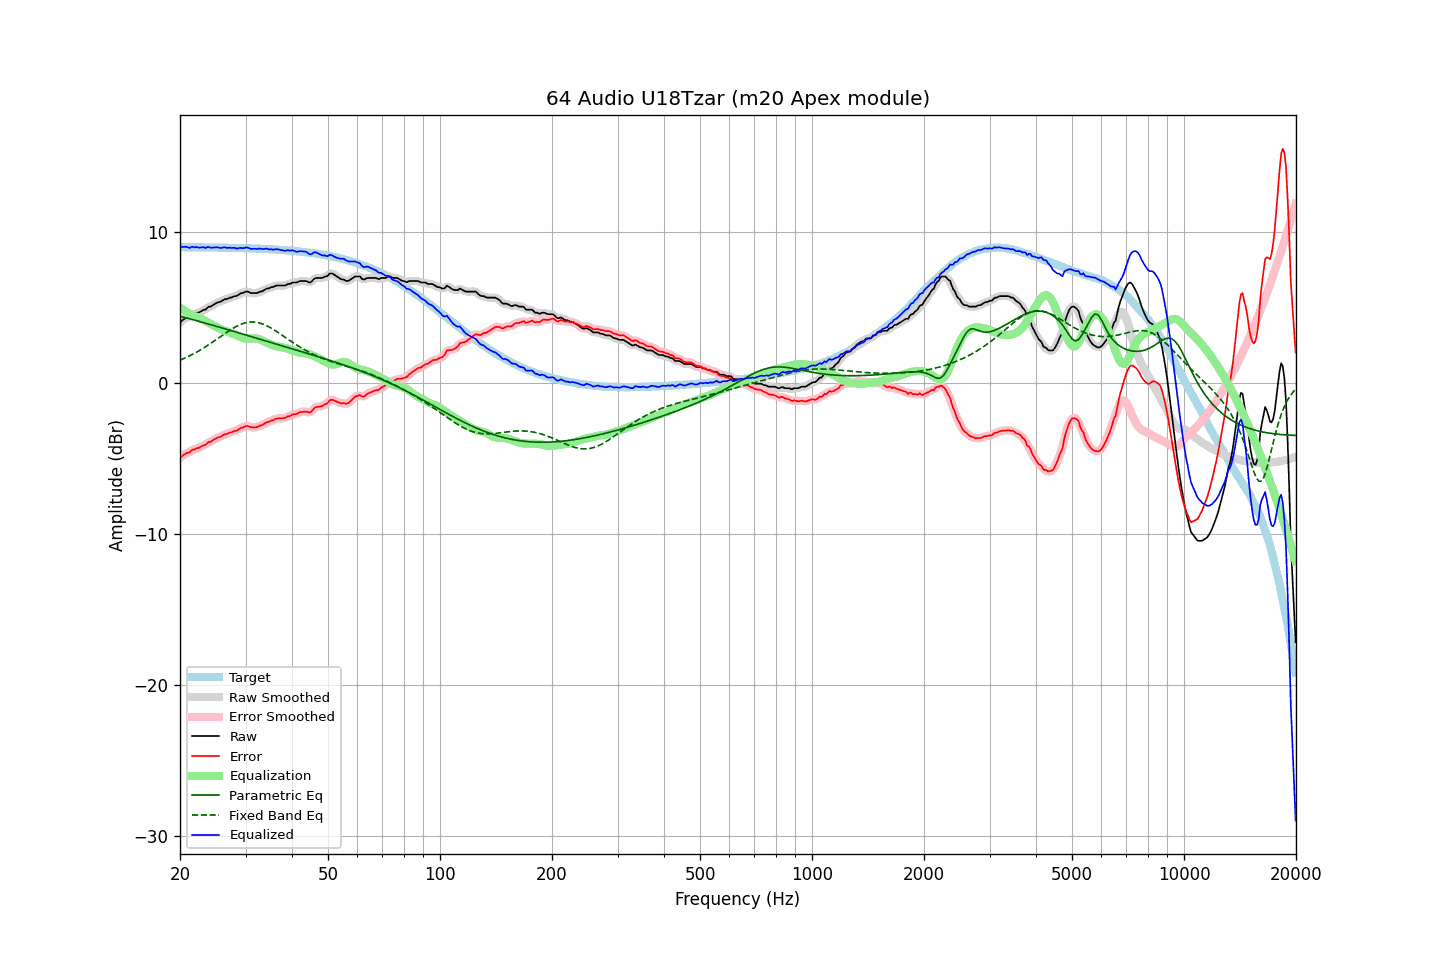 64 Audio U18Tzar (m20 Apex module)
10
0
−10
−20
−30
Amplitude (dBr)
Target
Raw Smoothed
Error Smoothed
Raw
Error
Equalization
Parametric Eq
Fixed Band Eq
Equalized
20 50 100 200 500 1000 2000 5000 10000 20000
Frequency (Hz)